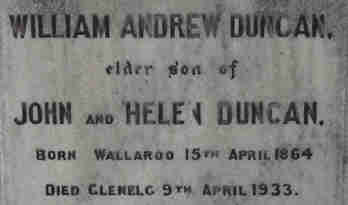 WILLIAM ANDREW DUNCAN,
elder son of
JOHN AND HELEN DUNCAN.
BORN WALLAROO 15TH APRIL 1864
DIED GLENELG 9TH APRIL 1933.